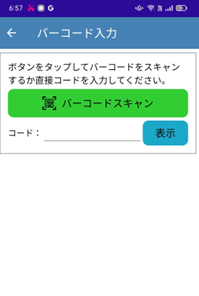 6:57
バーコード入力
ボタンをタップしてバーコードをスキャン
するか直接コードを入力してください。
バーコードスキャン
コード：
表示